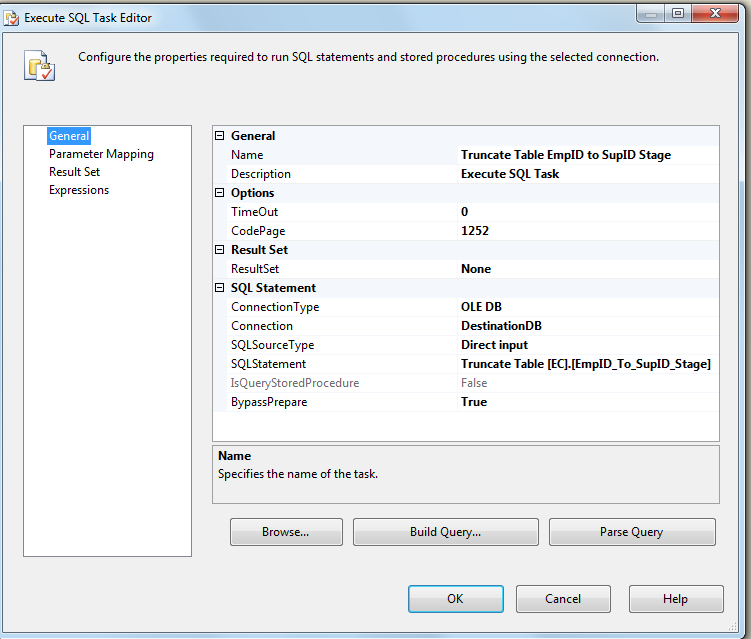 Execute SQL Task Editor
Configure the properties required to run SQL statements and stored procedures using the selected connection.
General
Parameter Mapping
Result Set
Expressions
General
Name Truncate Table EmpID to SupID Stage
Description Execute SQL Task
Options
TimeOut 0
CodePage 1252
Result Set
ResultSet None
SQL Statement
ConnectionType OLE DB
Connection DestinationDB
SQLSourceType Direct input
SQLStatement Truncate Table [EC].[EmpID_To_SupID_Stage]
IsQueryStoredProcedure False
BypassPrepare True
Name
Specifies the name of the task.
Browse... Build Query... Parse Query
OK Cancel Help